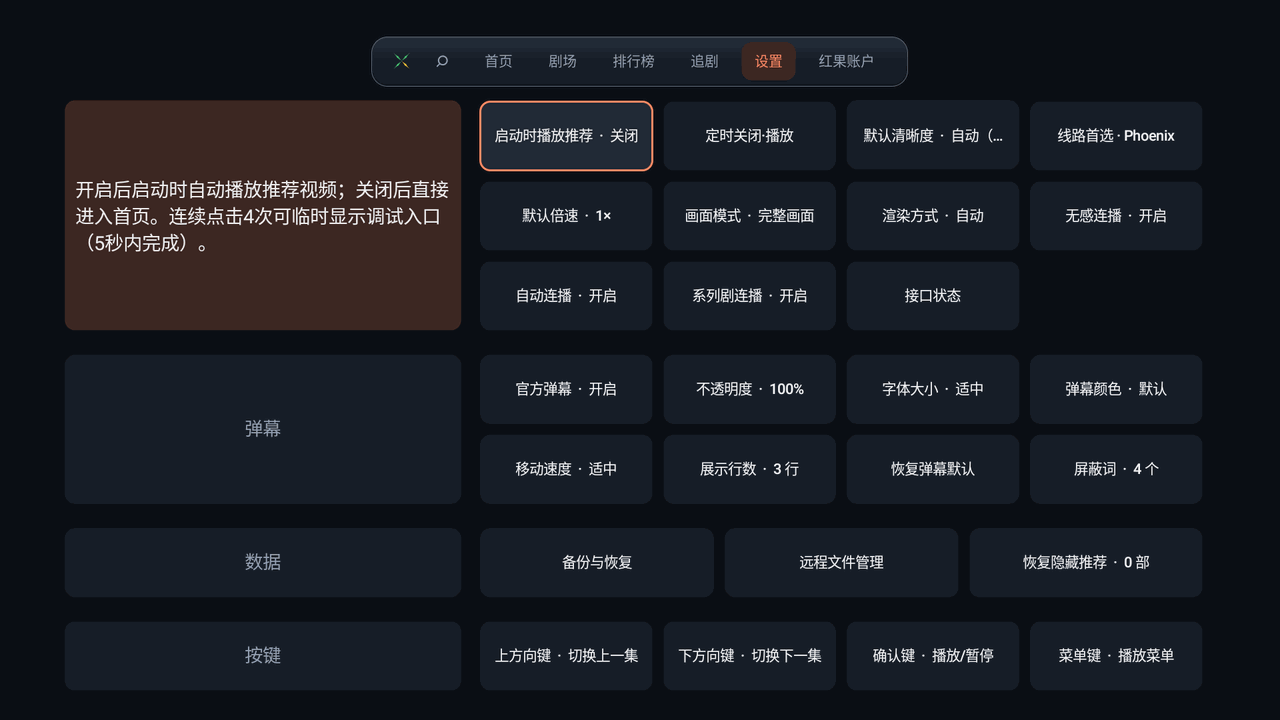 首页
剧场
排行榜
追剧
设置
红果账户
开启后启动时自动播放推荐视频；关闭后直接
进入首页。连续点击4次可临时显示调试入口
（5秒内完成）。
启动时播放推荐 · 关闭
定时关闭·播放
默认清晰度 · 自动（...
线路首选 · Phoenix
默认倍速 · 1×
画面模式 · 完整画面
渲染方式 · 自动
无感连播 · 开启
自动连播 · 开启
系列剧连播 · 开启
接口状态
弹幕
官方弹幕 · 开启
不透明度 · 100%
字体大小 · 适中
弹幕颜色 · 默认
移动速度 · 适中
展示行数 · 3 行
恢复弹幕默认
屏蔽词 · 4 个
数据
备份与恢复
远程文件管理
恢复隐藏推荐 · 0 部
按键
上方向键 · 切换上一集
下方向键 · 切换下一集
确认键 · 播放/暂停
菜单键 · 播放菜单